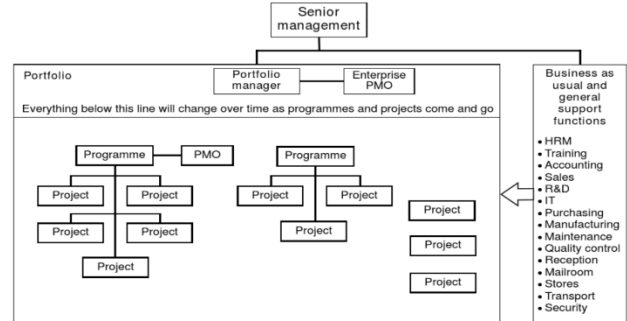 Senior
management
Portfolio
Portfolio
manager
Enterprise
PMO
Everything below this line will change over time as programmes and projects come and go
Programme
PMO
Project
Project
Project
Project
Project
Programme
Project
Project
Project
Project
Project
Project
Business as
usual and
general
support
functions
• HRM
• Training
• Accounting
• Sales
• R&D
• IT
• Purchasing
• Manufacturing
• Maintenance
• Quality control
• Reception
• Mailroom
• Stores
• Transport
• Security